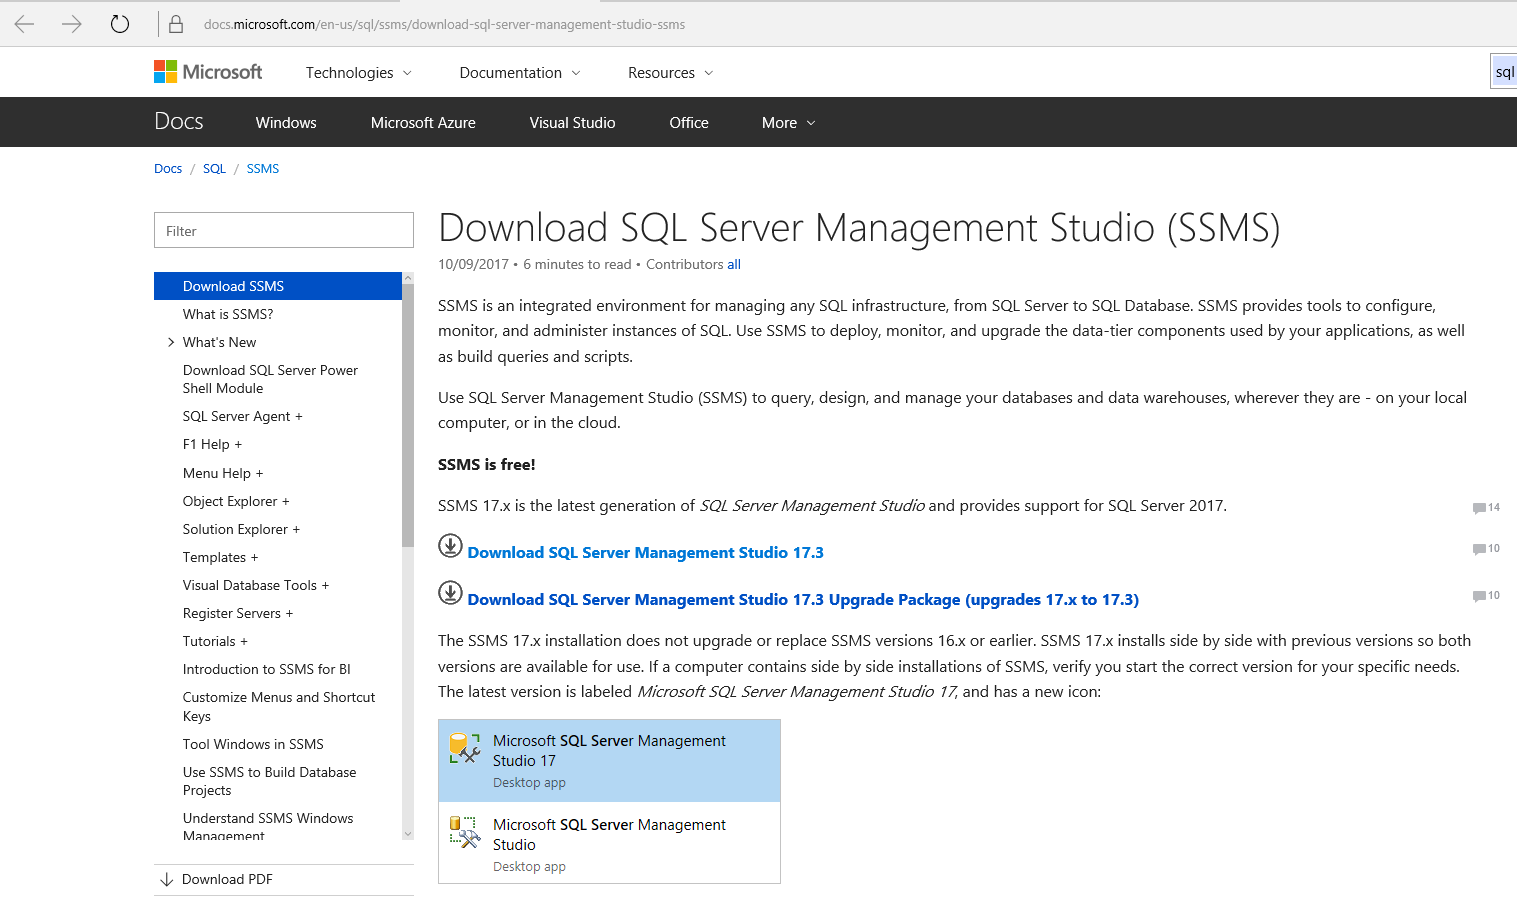 docs.microsoft.com/en-us/sql/ssms/download-sql-server-management-studio-ssms
Microsoft Technologies Documentation Resources sql
Docs Windows Microsoft Azure Visual Studio Office More
Docs / SQL / SSMS
Filter
Download SSMS
What is SSMS?
What's New
Download SQL Server Power
Shell Module
SQL Server Agent +
F1 Help +
Menu Help +
Object Explorer +
Solution Explorer +
Templates +
Visual Database Tools +
Register Servers +
Tutorials +
Introduction to SSMS for BI
Customize Menus and Shortcut
Keys
Tool Windows in SSMS
Use SSMS to Build Database
Projects
Understand SSMS Windows
Management
Download PDF
Download SQL Server Management Studio (SSMS)
10/09/2017 • 6 minutes to read • Contributors all
SSMS is an integrated environment for managing any SQL infrastructure, from SQL Server to SQL Database. SSMS provides tools to configure,
monitor, and administer instances of SQL. Use SSMS to deploy, monitor, and upgrade the data-tier components used by your applications, as well
as build queries and scripts.
Use SQL Server Management Studio (SSMS) to query, design, and manage your databases and data warehouses, wherever they are - on your local
computer, or in the cloud.
SSMS is free!
SSMS 17.x is the latest generation of SQL Server Management Studio and provides support for SQL Server 2017.
14
Download SQL Server Management Studio 17.3
10
Download SQL Server Management Studio 17.3 Upgrade Package (upgrades 17.x to 17.3)
10
The SSMS 17.x installation does not upgrade or replace SSMS versions 16.x or earlier. SSMS 17.x installs side by side with previous versions so both
versions are available for use. If a computer contains side by side installations of SSMS, verify you start the correct version for your specific needs.
The latest version is labeled Microsoft SQL Server Management Studio 17, and has a new icon:
Microsoft SQL Server Management
Studio 17
Desktop app
Microsoft SQL Server Management
Studio
Desktop app